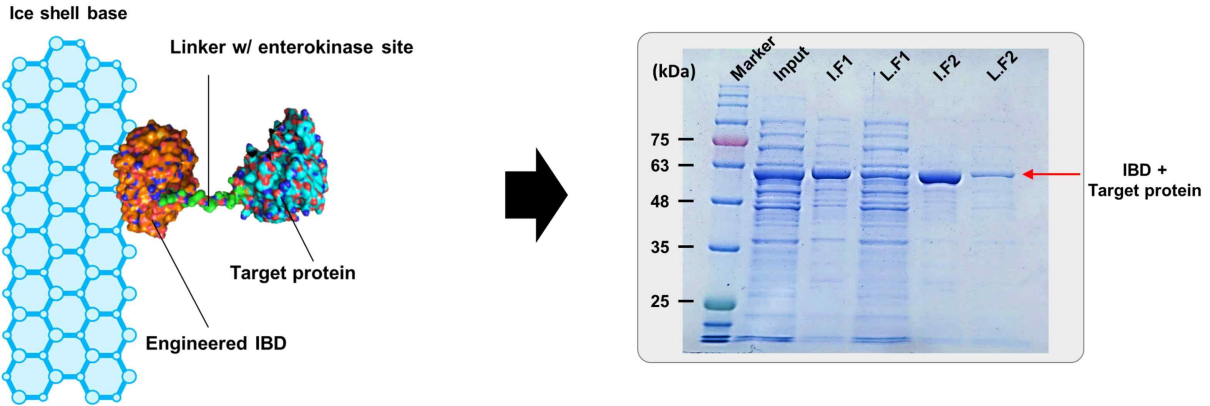 Ice shell base
Linker w/ enterokinase site
Target protein
Engineered IBD
(kDa)
Marker
Input
I.F1
L.F1
I.F2
L.F2
75
63
48
35
25
IBD +
Target protein